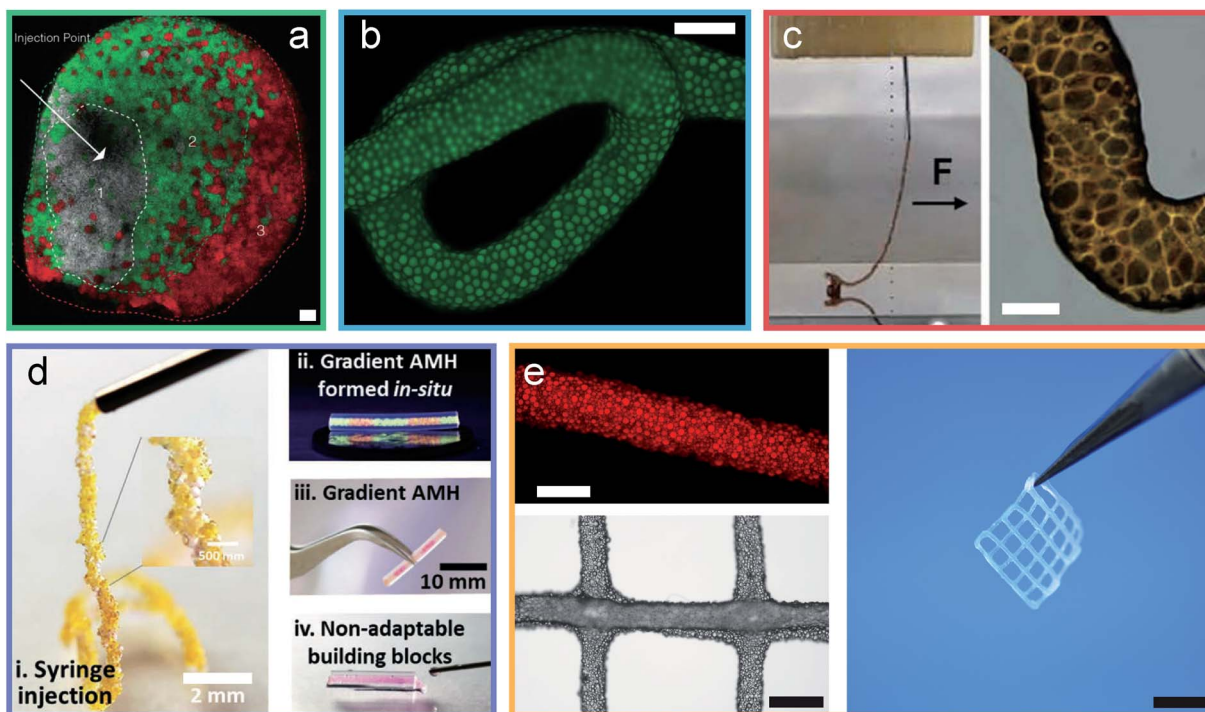 a
Injection Point
1
2
3
b
c
F
d
i. Syringe
injection
500 mm
2 mm
ii. Gradient AMH
formed in-situ
iii. Gradient AMH
10 mm
iv. Non-adaptable
building blocks
e